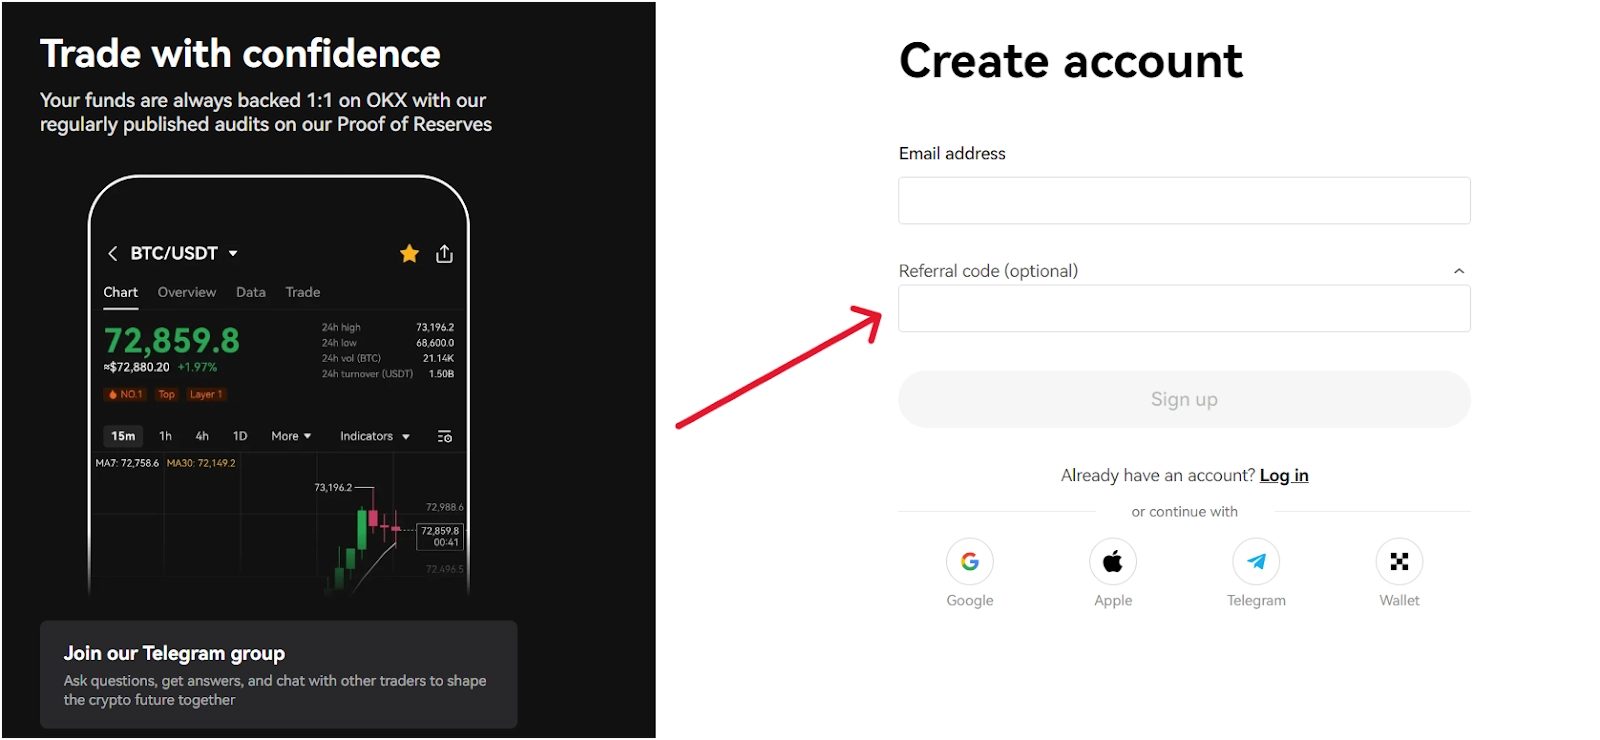 Trade with confidence
Your funds are always backed 1:1 on OKX with our
regularly published audits on our Proof of Reserves
BTC/USDT
Chart Overview Data Trade
72,859.8
≈$72,880.20 +1.97%
24h high 73,196.2
24h low 68,600.0
24h vol (BTC) 21.14K
24h turnover (USDT) 1.50B
NO.1 Top Layer 1
15m 1h 4h 1D More Indicators
MA7: 72,758.6 MA30: 72,149.2
73,196.2
72,988.6
72,859.8
00:41
72,496.5
Join our Telegram group
Ask questions, get answers, and chat with other traders to shape
the crypto future together
Create account
Email address
Referral code (optional)
Sign up
Already have an account? Log in
or continue with
Google Apple Telegram Wallet